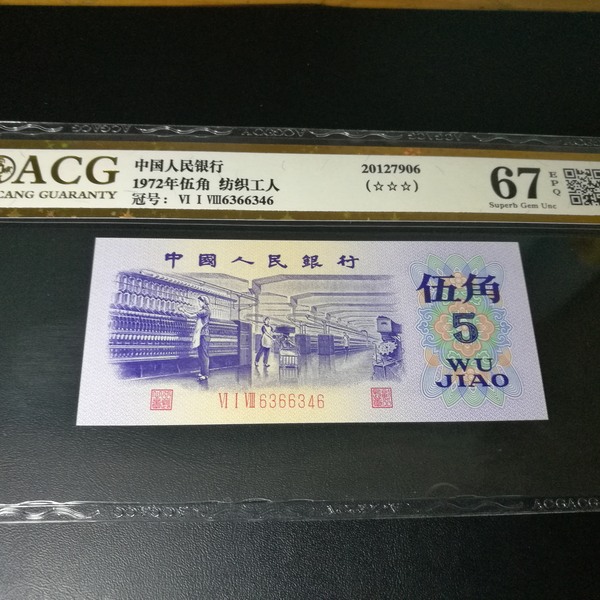 ACG
CANG GUARANTY
中国人民银行
1972年伍角 纺织工人
冠号: VI I VIII6366346
20127906
(☆☆☆)
67
EPQ
Superb Gem Unc
中國人民銀行
伍角
5
WU
JIAO
VI I VIII 6366346
ACGACG